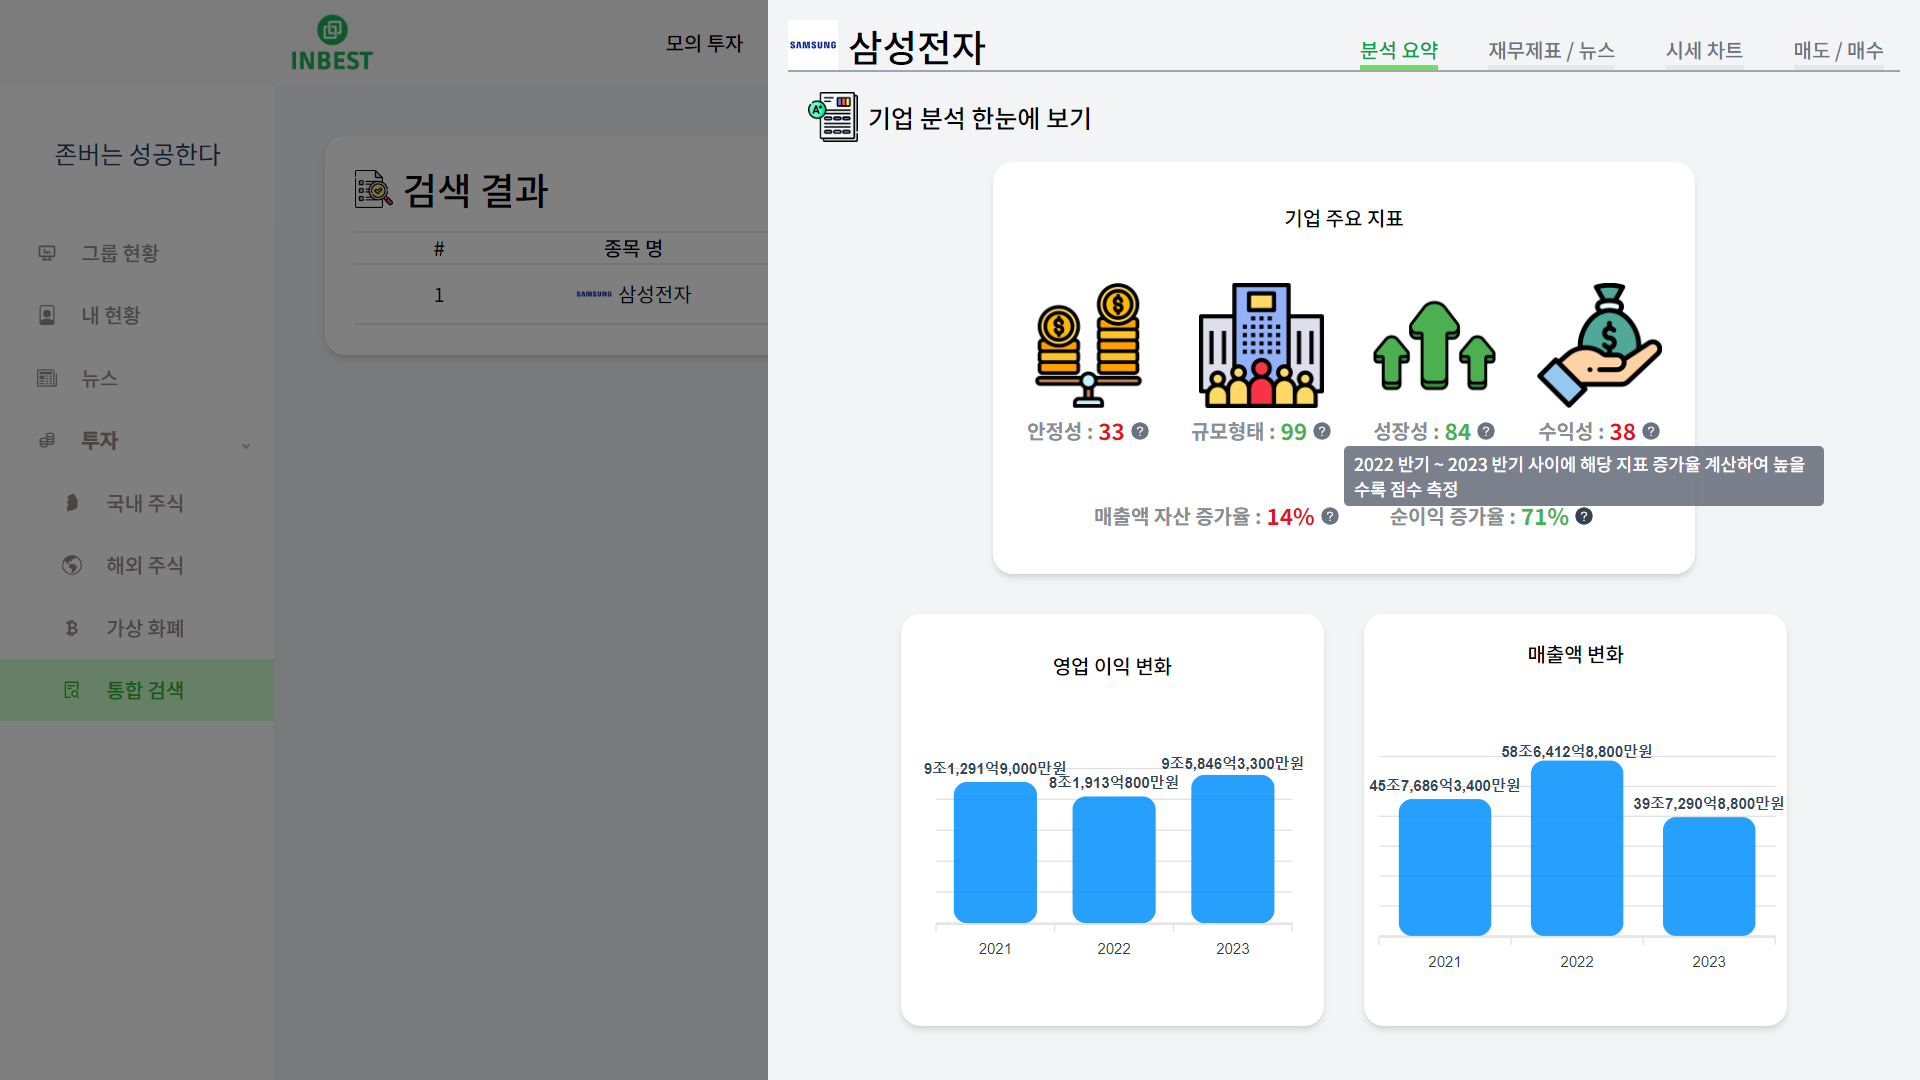 INBEST
모의 투자
존버는 성공한다
그룹 현황
내 현황
뉴스
투자
국내 주식
해외 주식
가상 화폐
통합 검색
검색 결과
# 종목 명
1 SAMSUNG 삼성전자
SAMSUNG 삼성전자
분석 요약 재무제표 / 뉴스 시세 차트 매도 / 매수
A+ 기업 분석 한눈에 보기
기업 주요 지표
안정성 : 33 ? 규모형태 : 99 ? 성장성 : 84 ? 수익성 : 38 ?
2022 반기 ~ 2023 반기 사이에 해당 지표 증가율 계산하여 높을
수록 점수 측정
매출액 자산 증가율 : 14% ? 순이익 증가율 : 71% ?
영업 이익 변화
9조1,291억9,000만원
8조1,913억800만원
9조5,846억3,300만원
2021 2022 2023
매출액 변화
45조7,686억3,400만원
58조6,412억8,800만원
39조7,290억8,800만원
2021 2022 2023